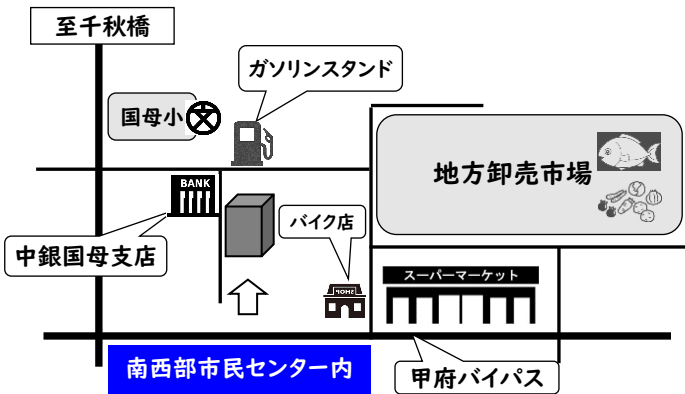 至千秋橋
ガソリンスタンド
国母小
文
地方卸売市場
BANK
バイク店
中銀国母支店
スーパーマーケット
SHOP
南西部市民センター内
甲府バイパス